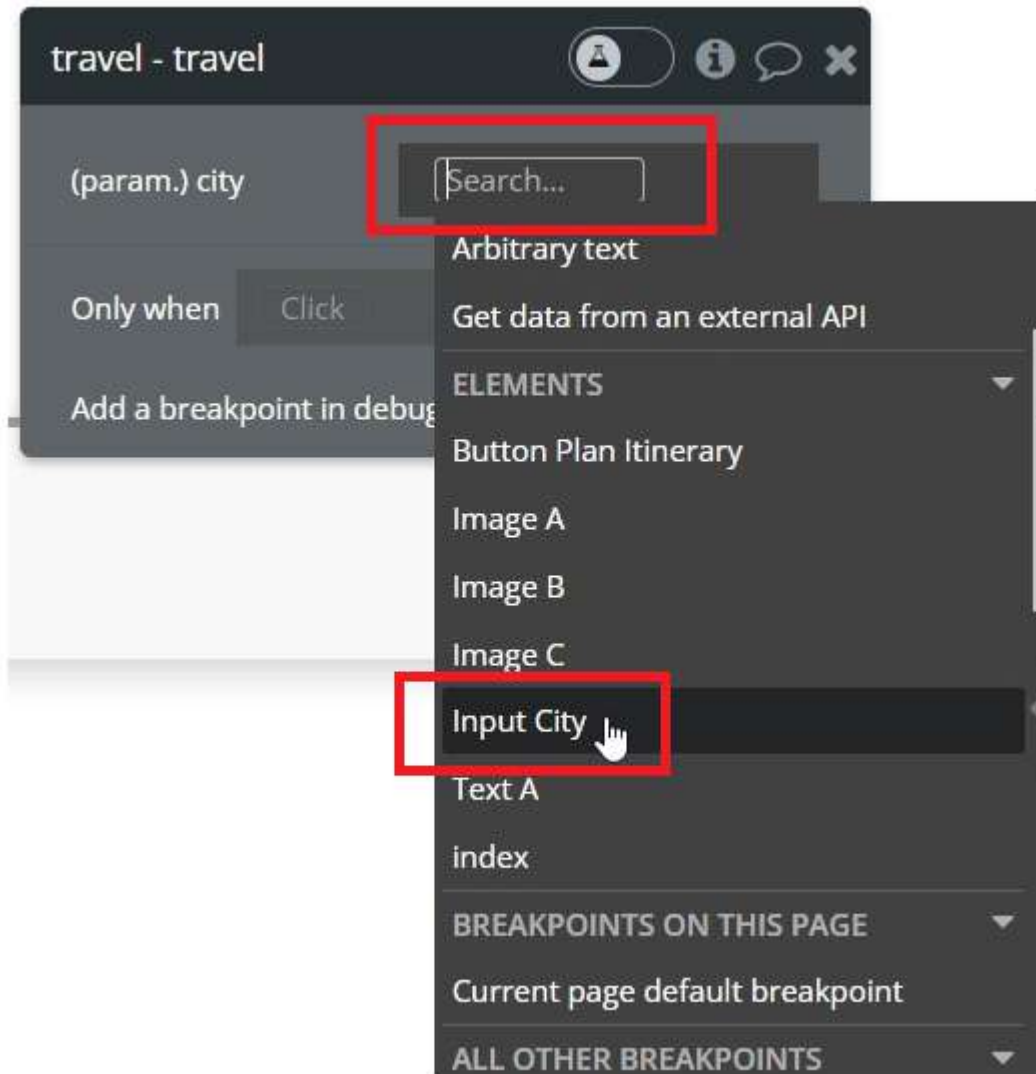 travel - travel
(param.) city
Search...
Arbitrary text
Only when
Click
Get data from an external API
ELEMENTS
Add a breakpoint in debug
Button Plan Itinerary
Image A
Image B
Image C
Input City
Text A
index
BREAKPOINTS ON THIS PAGE
Current page default breakpoint
ALL OTHER BREAKPOINTS